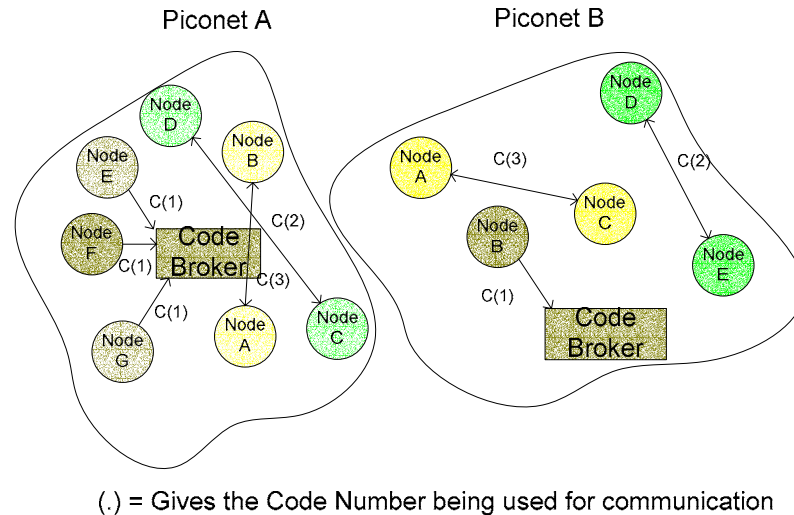 Piconet A
Piconet B
Node
D
Node
B
Node
E
C(1)
C(2)
Node
F
C(1)
Code
Broker
C(3)
C(1)
Node
G
Node
A
Node
C
Node
D
Node
A
C(3)
C(2)
Node
C
Node
B
Node
E
C(1)
Code
Broker
(.) = Gives the Code Number being used for communication